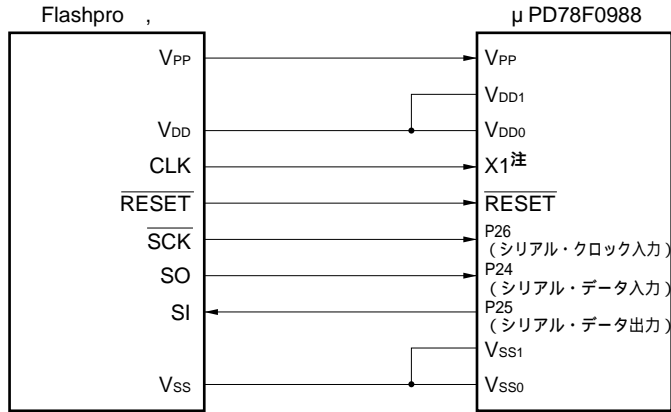 Flashpro ,
μPD78F0988
VPP
VPP
VDD1
VDD
VDD0
CLK
X1注
RESET
RESET
SCK
P26
(シリアル・クロック入力)
SO
P24
(シリアル・データ入力)
SI
P25
(シリアル・データ出力)
VSS1
VSS
VSS0